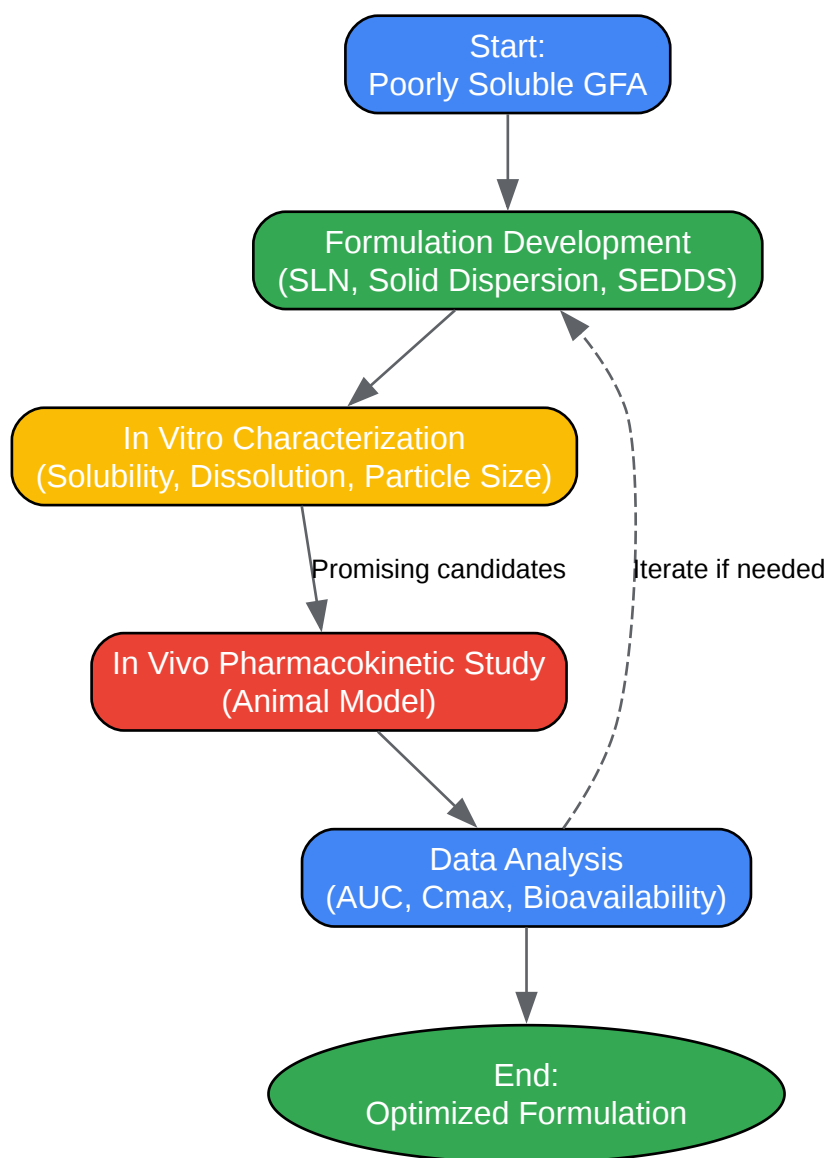 Start:
Poorly Soluble GFA
Formulation Development
(SLN, Solid Dispersion, SEDDS)
In Vitro Characterization
(Solubility, Dissolution, Particle Size)
Promising candidates
Iterate if needed
In Vivo Pharmacokinetic Study
(Animal Model)
Data Analysis
(AUC, Cmax, Bioavailability)
End:
Optimized Formulation